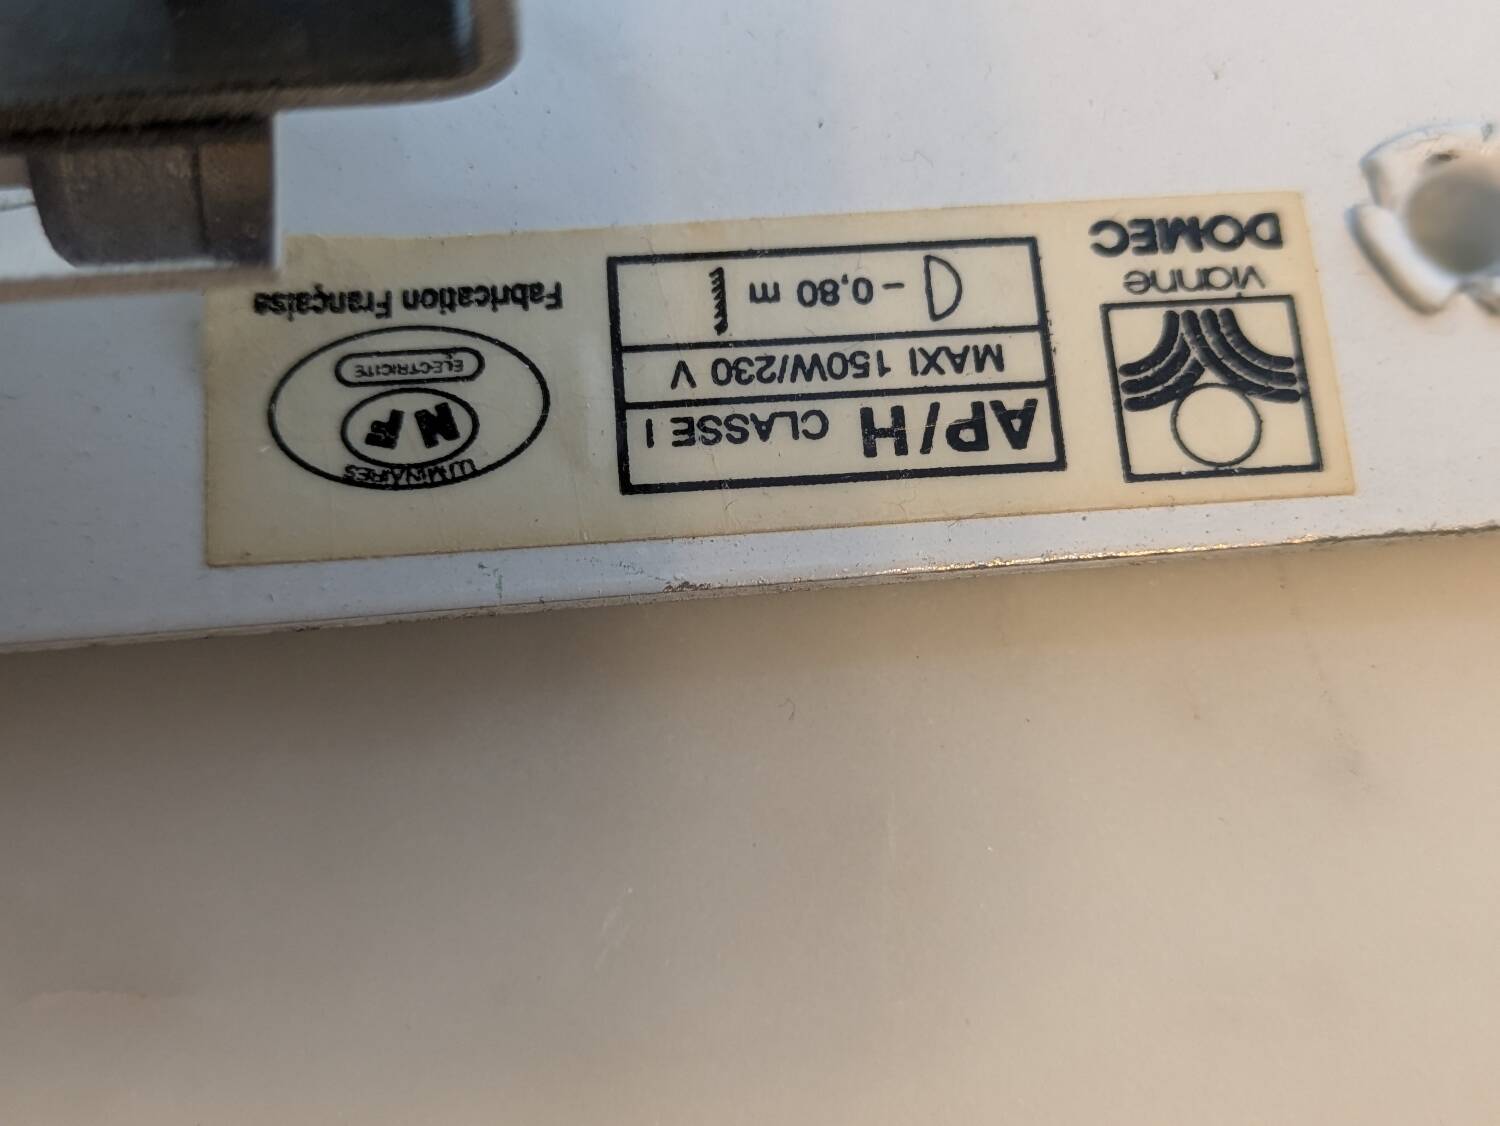 vianne
DOMEC
AP/H CLASSE I
MAXI 150W/230 V
- 0,80 m
LUMINAIRES
NF
ELECTRICITE
Fabrication Française